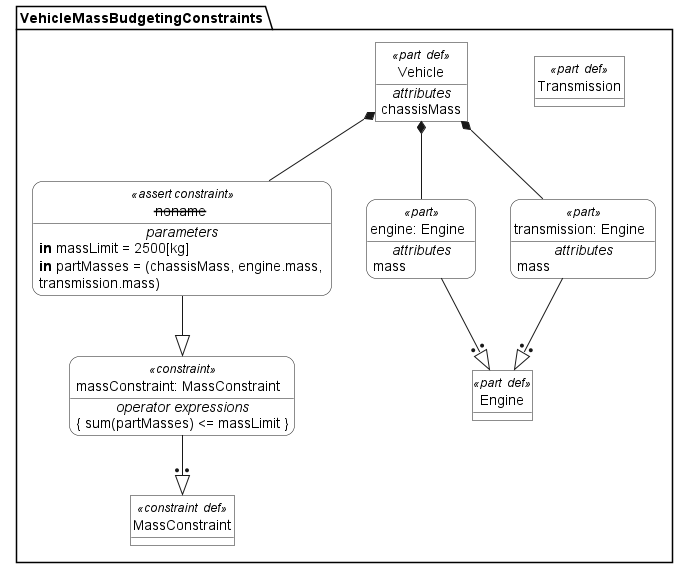 VehicleMassBudgetingConstraints
«part def»
Vehicle
attributes
chassisMass
«part def»
Transmission
«assert constraint»
noname
parameters
in massLimit = 2500[kg]
in partMasses = (chassisMass, engine.mass,
transmission.mass)
«part»
engine: Engine
attributes
mass
«part»
transmission: Engine
attributes
mass
«constraint»
massConstraint: MassConstraint
operator expressions
{ sum(partMasses) <= massLimit }
«part def»
Engine
«constraint def»
MassConstraint